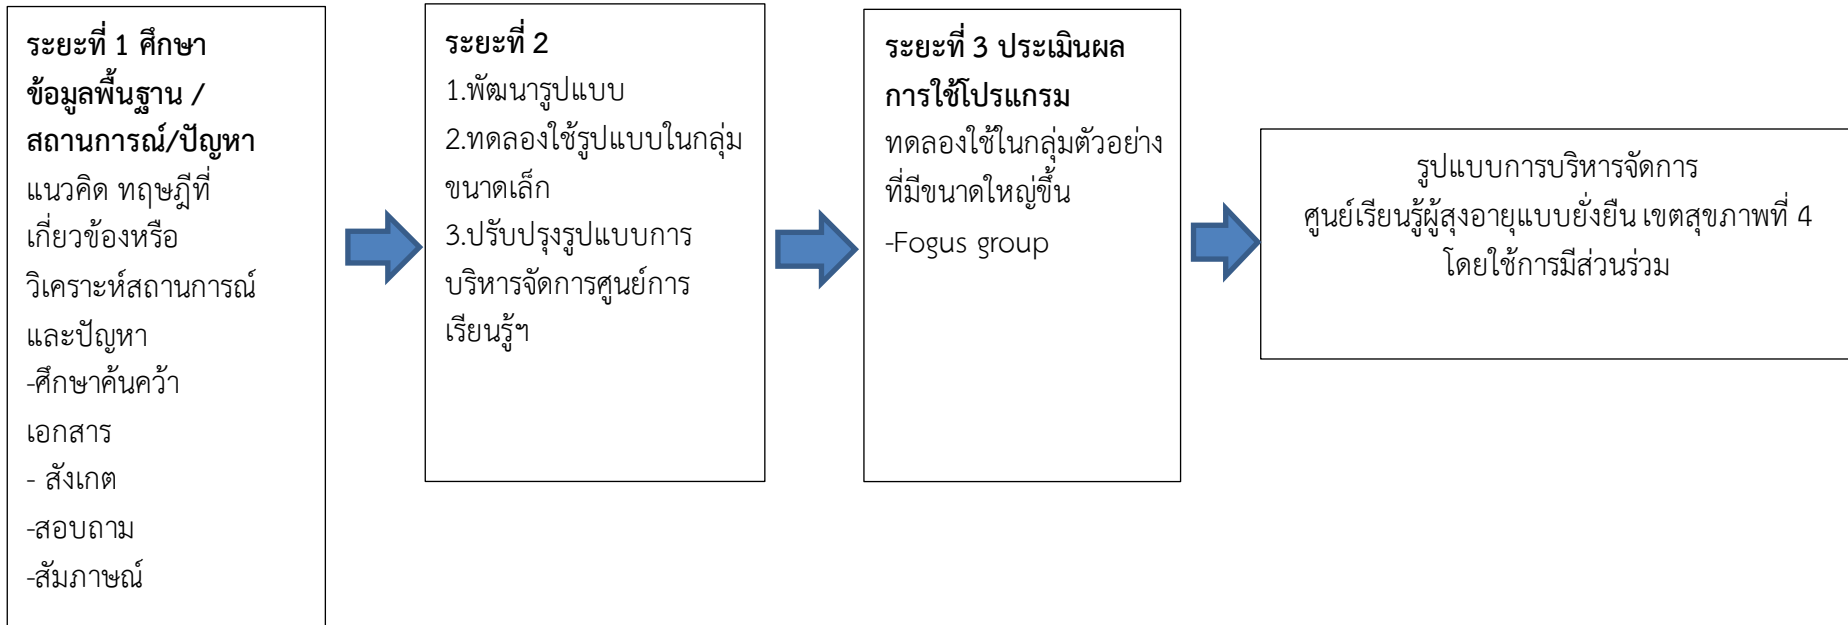 ระยะที่ 1 ศึกษา
ข้อมูลพื้นฐาน /
สถานการณ์/ปัญหา
แนวคิด ทฤษฎีที่
เกี่ยวข้องหรือ
วิเคราะห์สถานการณ์
และปัญหา
-ศึกษาค้นคว้า
เอกสาร
- สังเกต
-สอบถาม
-สัมภาษณ์
ระยะที่ 2
1.พัฒนารูปแบบ
2.ทดลองใช้รูปแบบในกลุ่ม
ขนาดเล็ก
3.ปรับปรุงรูปแบบการ
บริหารจัดการศูนย์การ
เรียนรู้ฯ
ระยะที่ 3 ประเมินผล
การใช้โปรแกรม
ทดลองใช้ในกลุ่มตัวอย่าง
ที่มีขนาดใหญ่ขึ้น
-Fogus group
รูปแบบการบริหารจัดการ
ศูนย์เรียนรู้ผู้สูงอายุแบบยั่งยืน เขตสุขภาพที่ 4
โดยใช้การมีส่วนร่วม